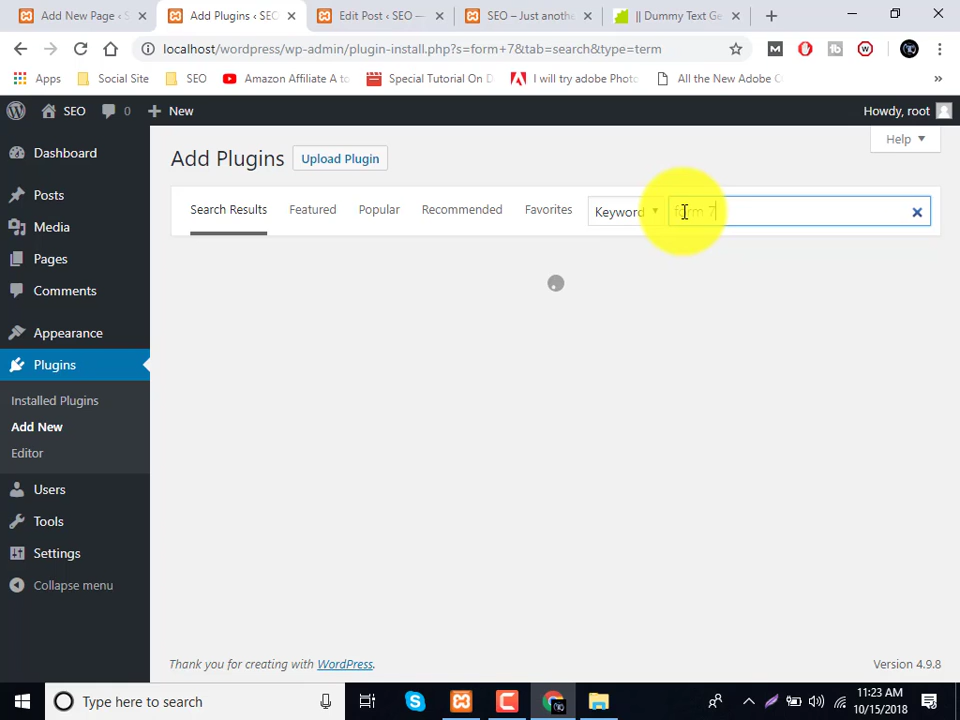 Add New Page ‹ S
Add Plugins ‹ SEO
Edit Post ‹ SEO —
SEO – Just anothe
|| Dummy Text Ge
localhost/wordpress/wp-admin/plugin-install.php?s=form+7&tab=search&type=term
Apps
Social Site
SEO
Amazon Affiliate A to
Special Tutorial On D
I will try adobe Photo
All the New Adobe C
»
SEO
0
New
Howdy, root
Dashboard
Posts
Media
Pages
Comments
Appearance
Plugins
Installed Plugins
Add New
Editor
Users
Tools
Settings
Collapse menu
Add Plugins
Upload Plugin
Help
Search Results
Featured
Popular
Recommended
Favorites
Keyword
form 7
Thank you for creating with WordPress.
Version 4.9.8
Type here to search
11:23 AM
10/15/2018